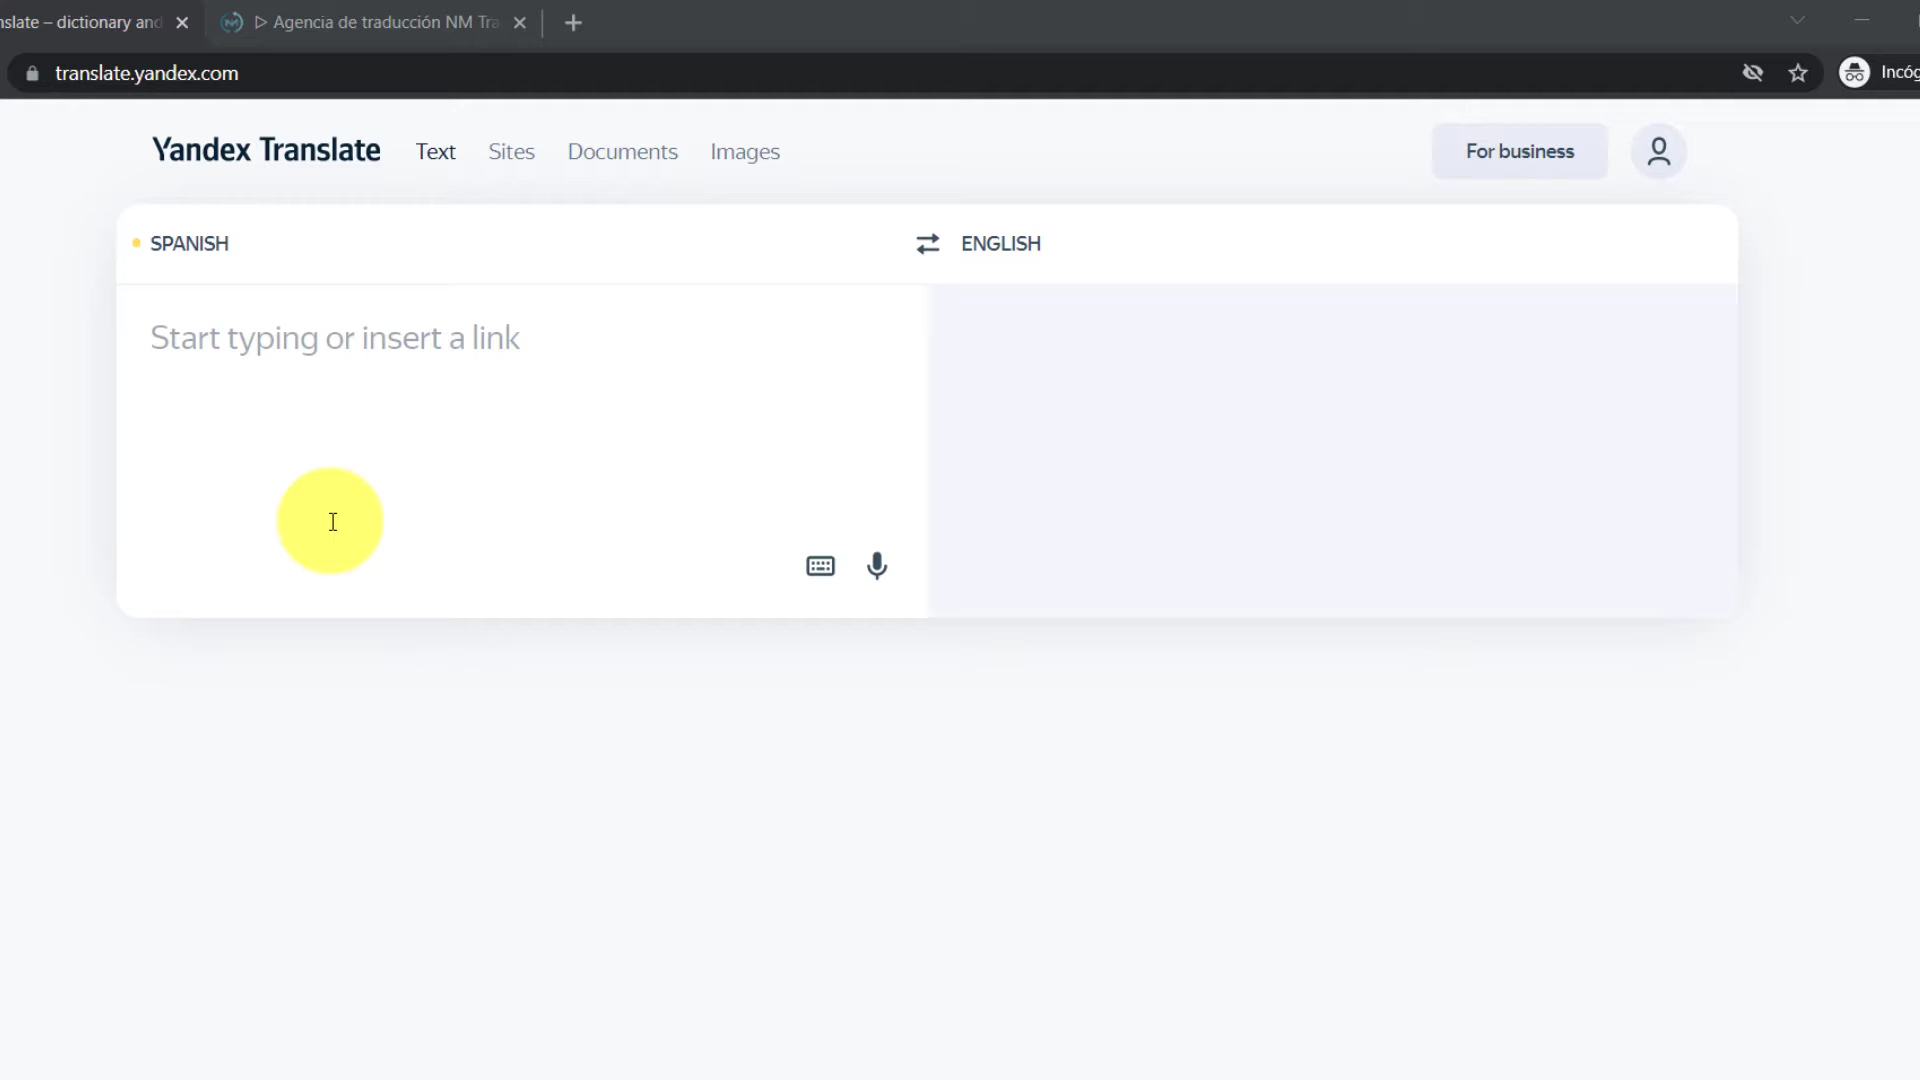 nslate – dictionary and
▷ Agencia de traducción NM Tra
translate.yandex.com
Incóg
Yandex Translate Text Sites Documents Images For business
SPANISH ENGLISH
Start typing or insert a link